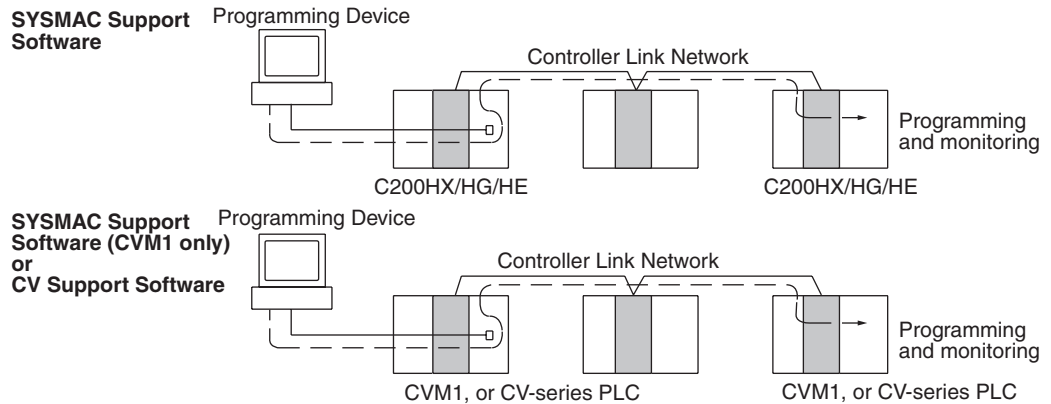 SYSMAC Support
Software
Programming Device
Controller Link Network
Programming
and monitoring
C200HX/HG/HE
C200HX/HG/HE
SYSMAC Support
Software (CVM1 only)
or
CV Support Software
Programming Device
Controller Link Network
Programming
and monitoring
CVM1, or CV-series PLC
CVM1, or CV-series PLC